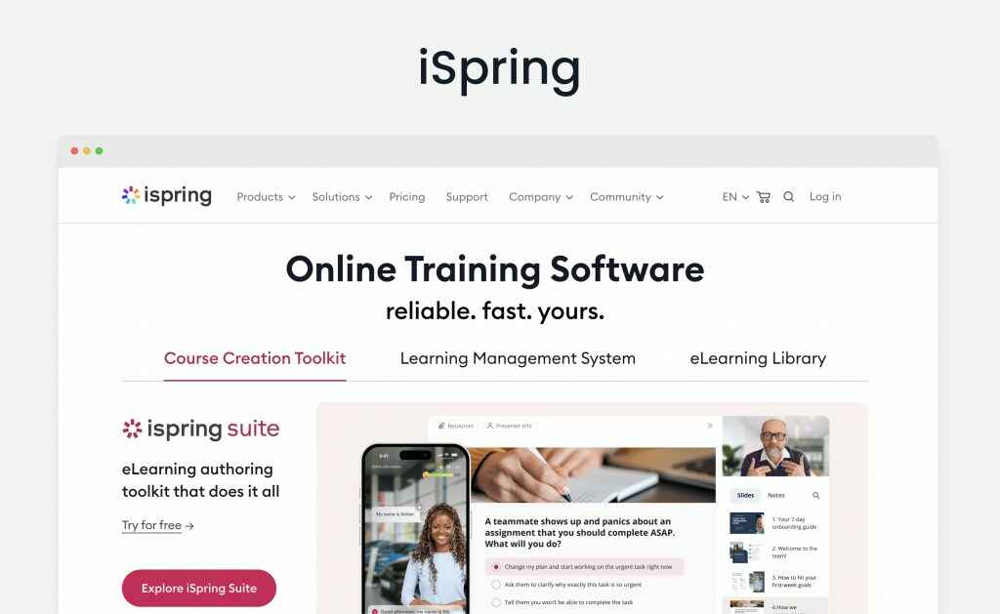 iSpring
ispring Products Solutions Pricing Support Company Community EN Log in
Online Training Software
reliable. fast. yours.
Course Creation Toolkit Learning Management System eLearning Library
ispring suite
eLearning authoring
toolkit that does it all
Try for free →
Explore iSpring Suite
Resources Presenter info
9:41
My name is Amber.
A teammate shows up and panics about an
assignment that you should complete ASAP.
What will you do?
Change my plan and start working on the urgent task right now
Ask them to clarify why exactly this task is so urgent
Tell them you won't be able to complete the task
Slides Notes
1. Your 7-day
onboarding guide
2. Welcome to the
team!
3. How to hit your
first-week goals
4.How we
Good afternoon, my name is